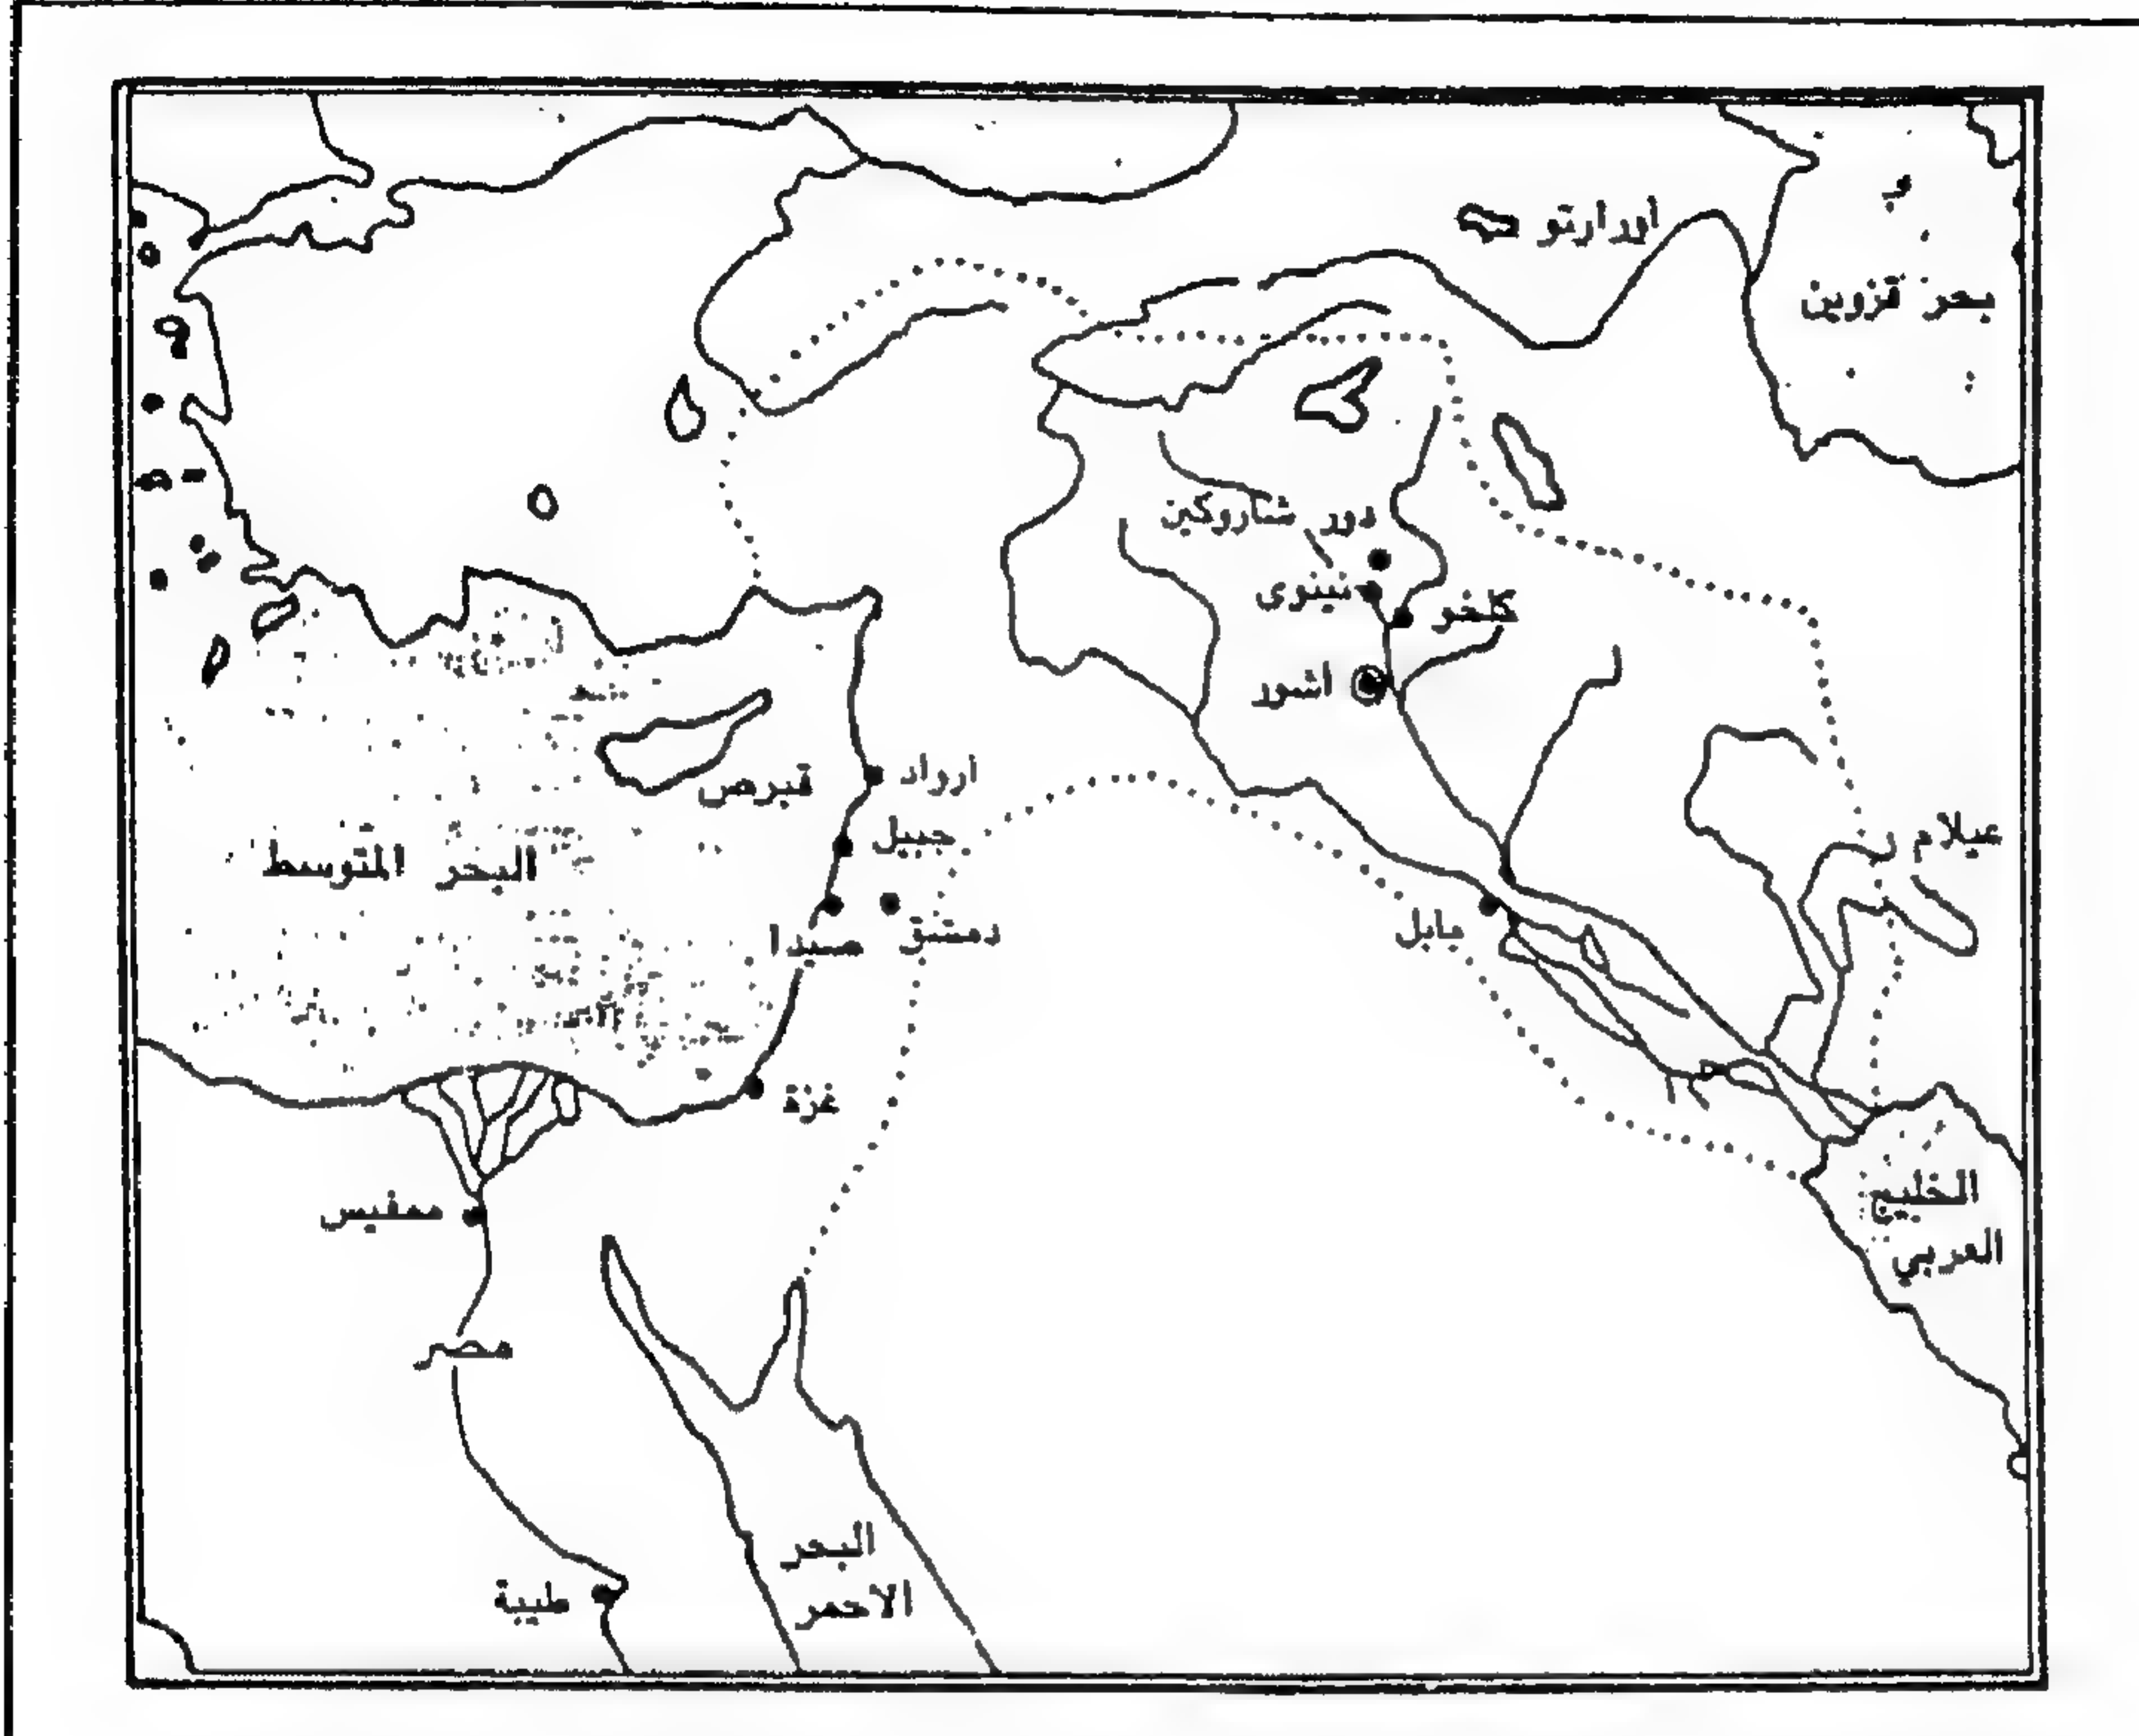 اورارتو
بحر قزوين
دور شاروكين
نينوى
كلخو
اشور
قبرص
ارواد
جبيل
البحر المتوسط
عيلام
صيدا
دمشق
بابل
غزة
الخليج
العربي
ممفيس
مصر
البحر
الاحمر
طيبة